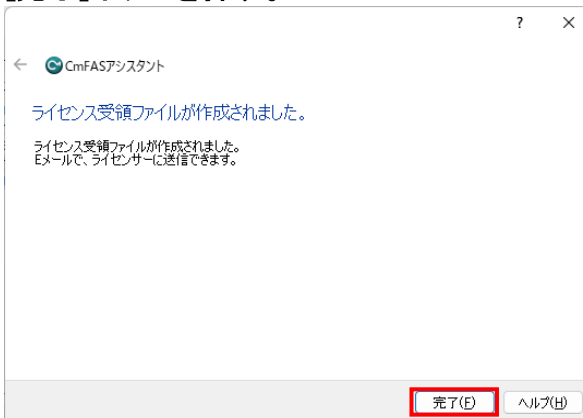 CmFASアシスタント
ライセンス受領ファイルが作成されました。
ライセンス受領ファイルが作成されました。
Eメールで、ライセンサーに送信できます。
完了(F)
ヘルプ(H)